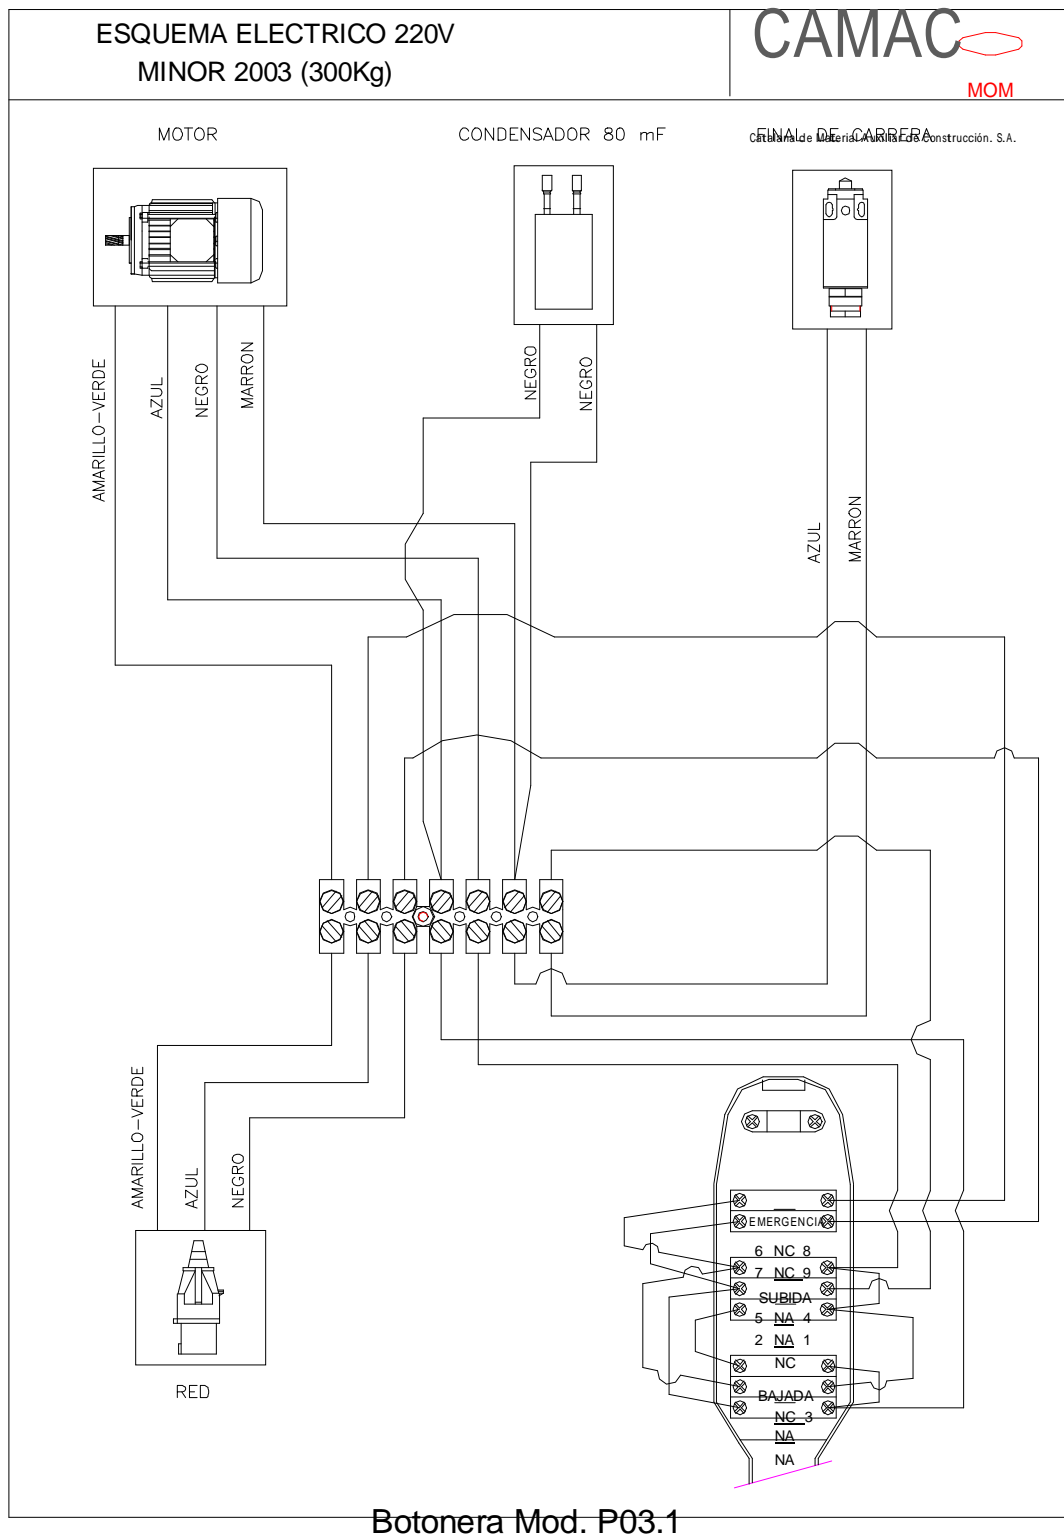 ESQUEMA ELECTRICO 220V
MINOR 2003 (300Kg)
CAMAC
MOM
MOTOR
CONDENSADOR 80 mF
FINAL DE CARRERA
Catalana de Material Auxiliar de Construcción. S.A.
AMARILLO-VERDE
AZUL
NEGRO
MARRON
NEGRO
NEGRO
AZUL
MARRON
AMARILLO-VERDE
AZUL
NEGRO
RED
EMERGENCIA
6 NC 8
7 NC 9
SUBIDA
5 NA 4
2 NA 1
NC
BAJADA
NC 3
NA
NA
Botonera Mod. P03.1